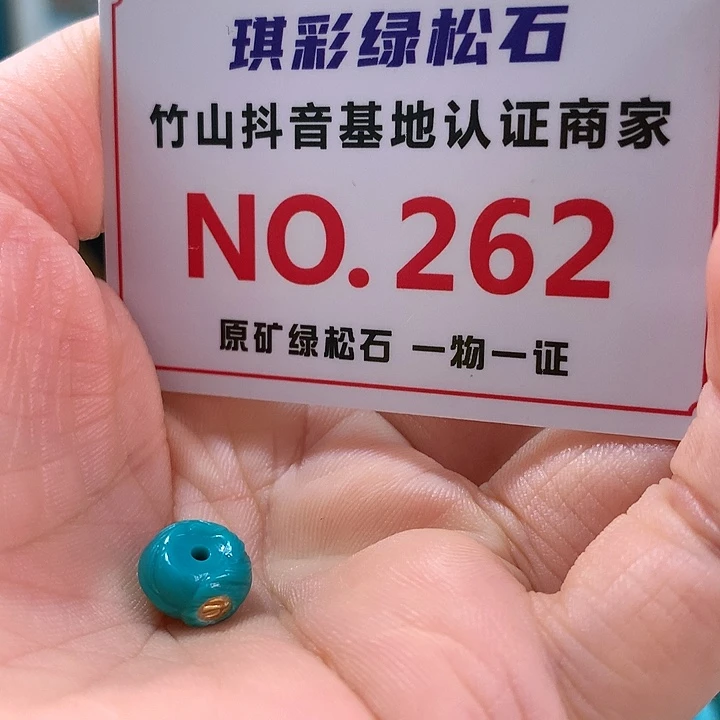 琪彩绿松石
竹山抖音基地认证商家
NO.262
原矿绿松石 一物一证